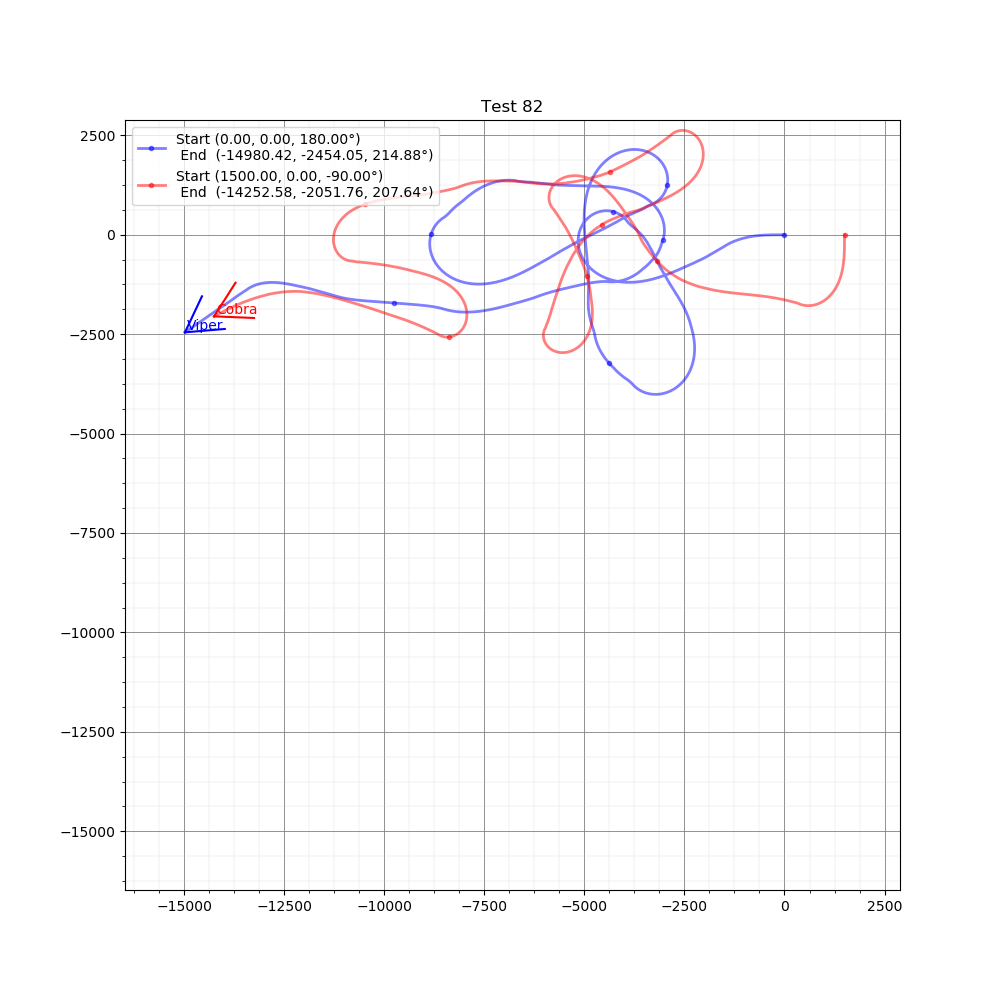 Test 82
Start (0.00, 0.00, 180.00°)
End  (-14980.42, -2454.05, 214.88°)
Start (1500.00, 0.00, -90.00°)
End  (-14252.58, -2051.76, 207.64°)
2500
0
−2500
−5000
−7500
−10000
−12500
−15000
Cobra
Viper
−15000
−12500
−10000
−7500
−5000
−2500
0
2500